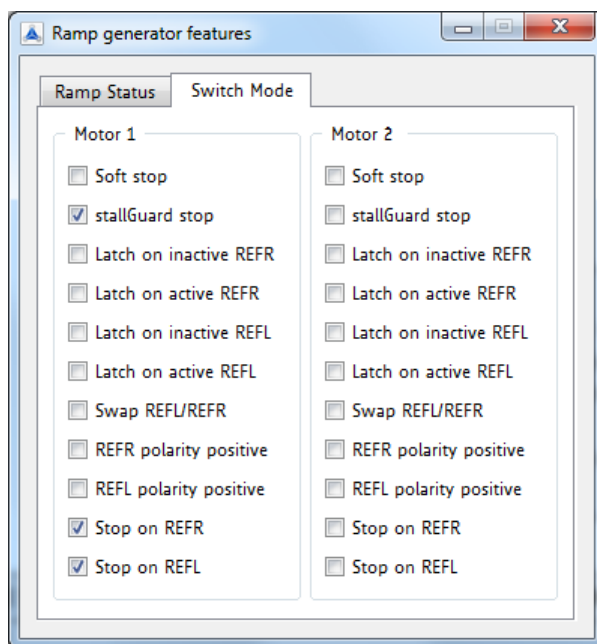 Ramp generator features
Ramp Status
Switch Mode
Motor 1
Soft stop
stallGuard stop
Latch on inactive REFR
Latch on active REFR
Latch on inactive REFL
Latch on active REFL
Swap REFL/REFR
REFR polarity positive
REFL polarity positive
Stop on REFR
Stop on REFL
Motor 2
Soft stop
stallGuard stop
Latch on inactive REFR
Latch on active REFR
Latch on inactive REFL
Latch on active REFL
Swap REFL/REFR
REFR polarity positive
REFL polarity positive
Stop on REFR
Stop on REFL